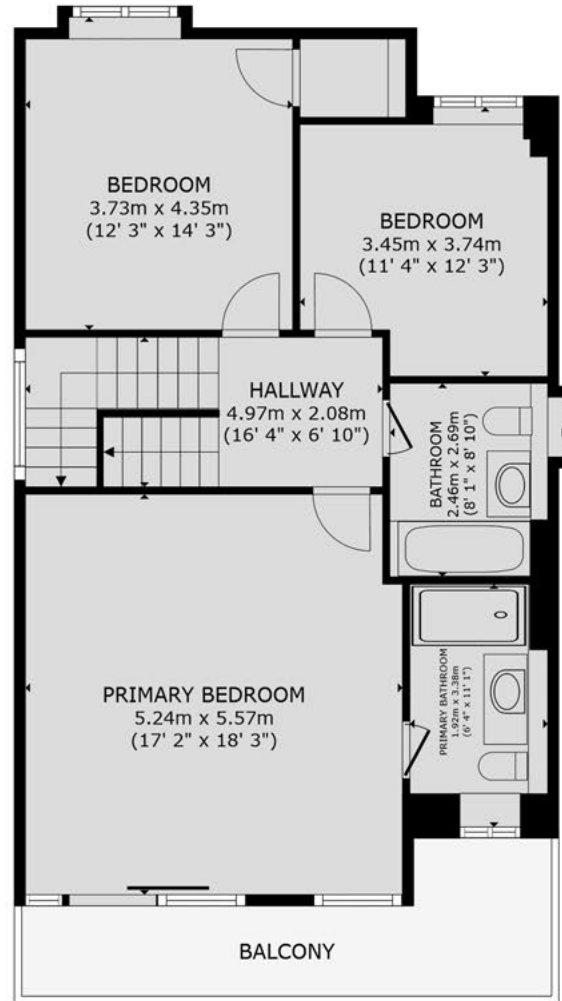 BEDROOM
3.73m x 4.35m
(12' 3" x 14' 3")
BEDROOM
3.45m x 3.74m
(11' 4" x 12' 3")
HALLWAY
4.97m x 2.08m
(16' 4" x 6' 10")
BATHROOM
2.46m x 2.69m
(8' 1" x 8' 10")
PRIMARY BEDROOM
5.24m x 5.57m
(17' 2" x 18' 3")
PRIMARY BATHROOM
1.92m x 3.38m
(6' 4" x 11' 1")
BALCONY